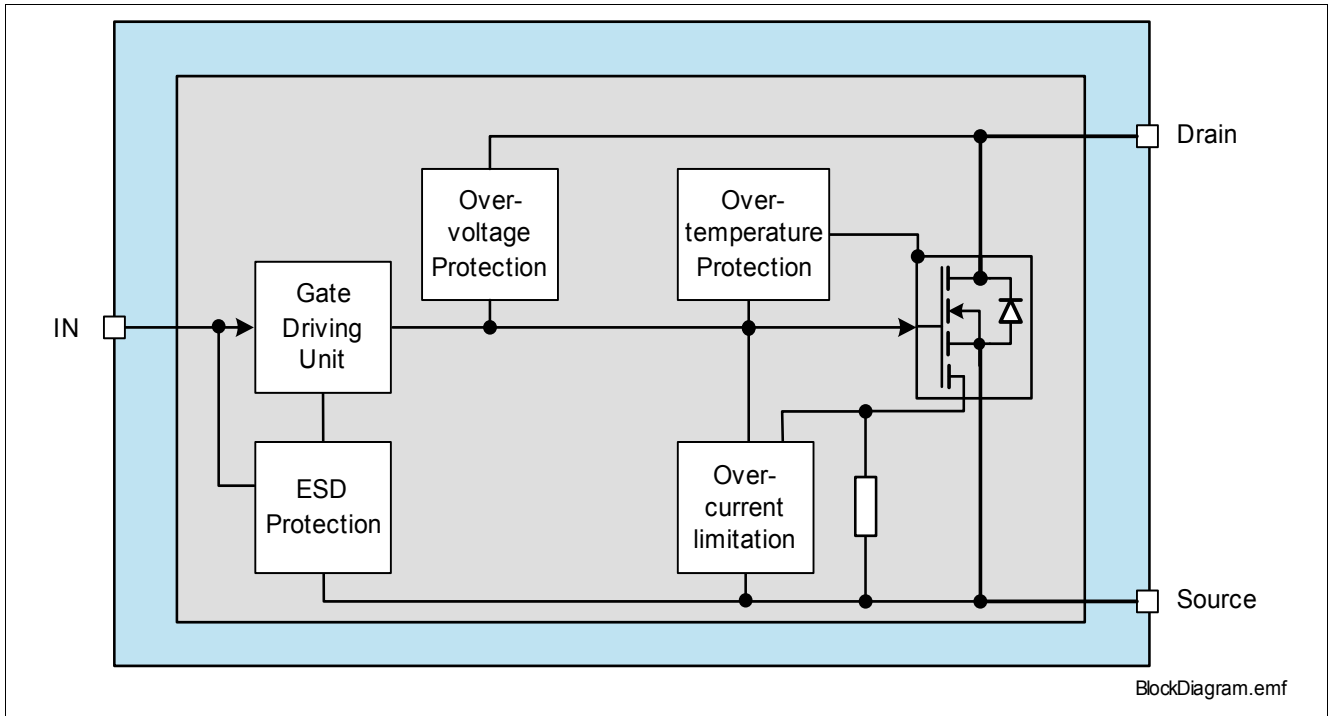 Drain
Over-
voltage
Protection
Over-
temperature
Protection
Gate
Driving
Unit
IN
ESD
Protection
Over-
current
limitation
Source
BlockDiagram.emf